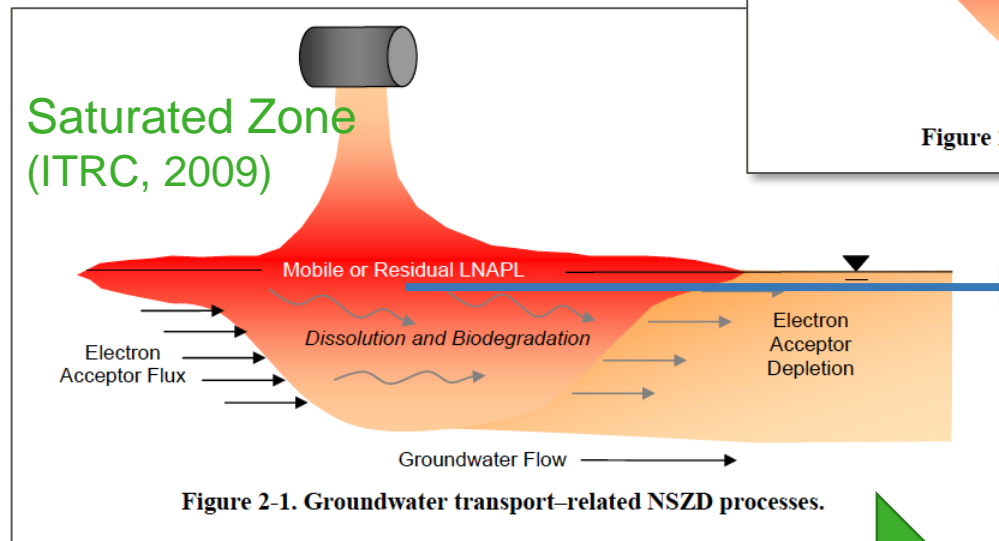 Saturated Zone
(ITRC, 2009)
Figure
Mobile or Residual LNAPL
Dissolution and Biodegradation
Electron
Acceptor Flux
Electron
Acceptor
Depletion
Groundwater Flow
Figure 2-1. Groundwater transport–related NSZD processes.